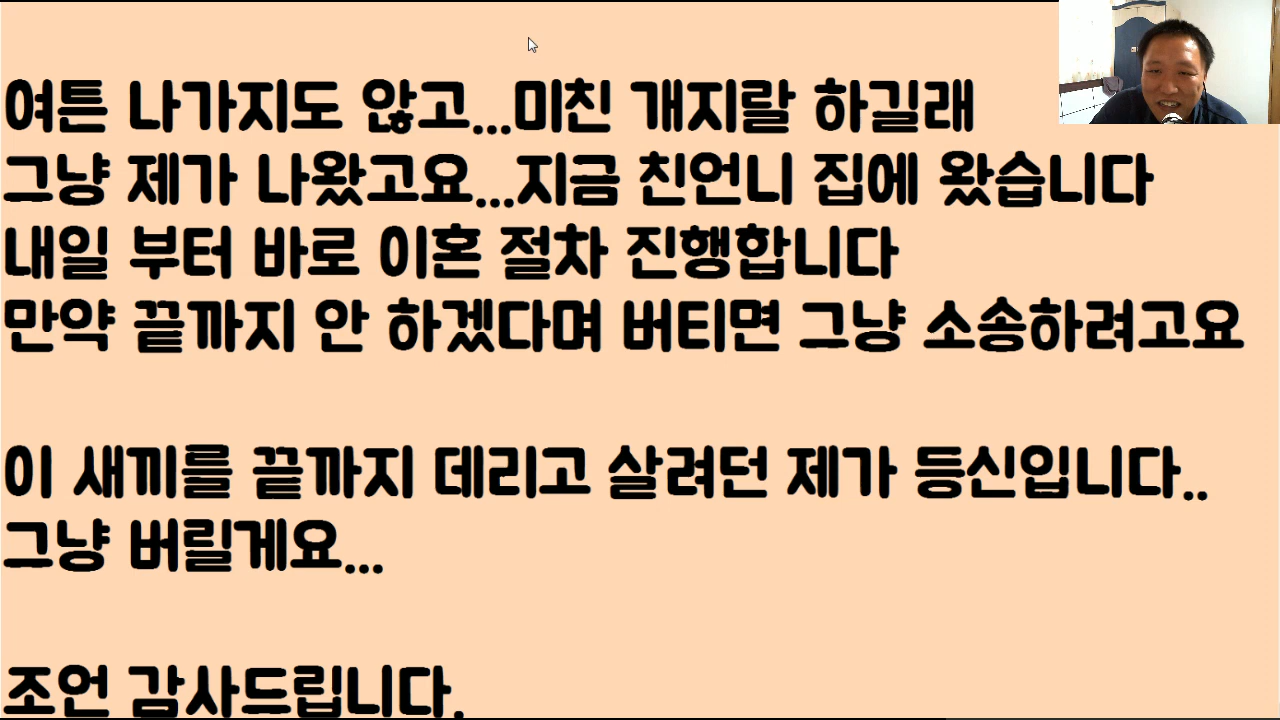 여튼 나가지도 않고...미친 개지랄 하길래
그냥 제가 나왔고요...지금 친언니 집에 왔습니다
내일 부터 바로 이혼 절차 진행합니다
만약 끝까지 안 하겠다며 버티면 그냥 소송하려고요
이 새끼를 끝까지 데리고 살려던 제가 등신입니다..
그냥 버릴게요...
조언 감사드립니다.